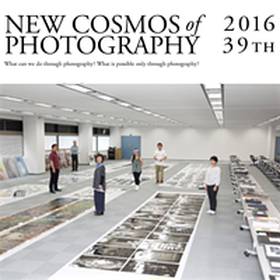 NEW COSMOS of 2016
PHOTOGRAPHY 39TH
What can we do through photography? What is possible only through photography?